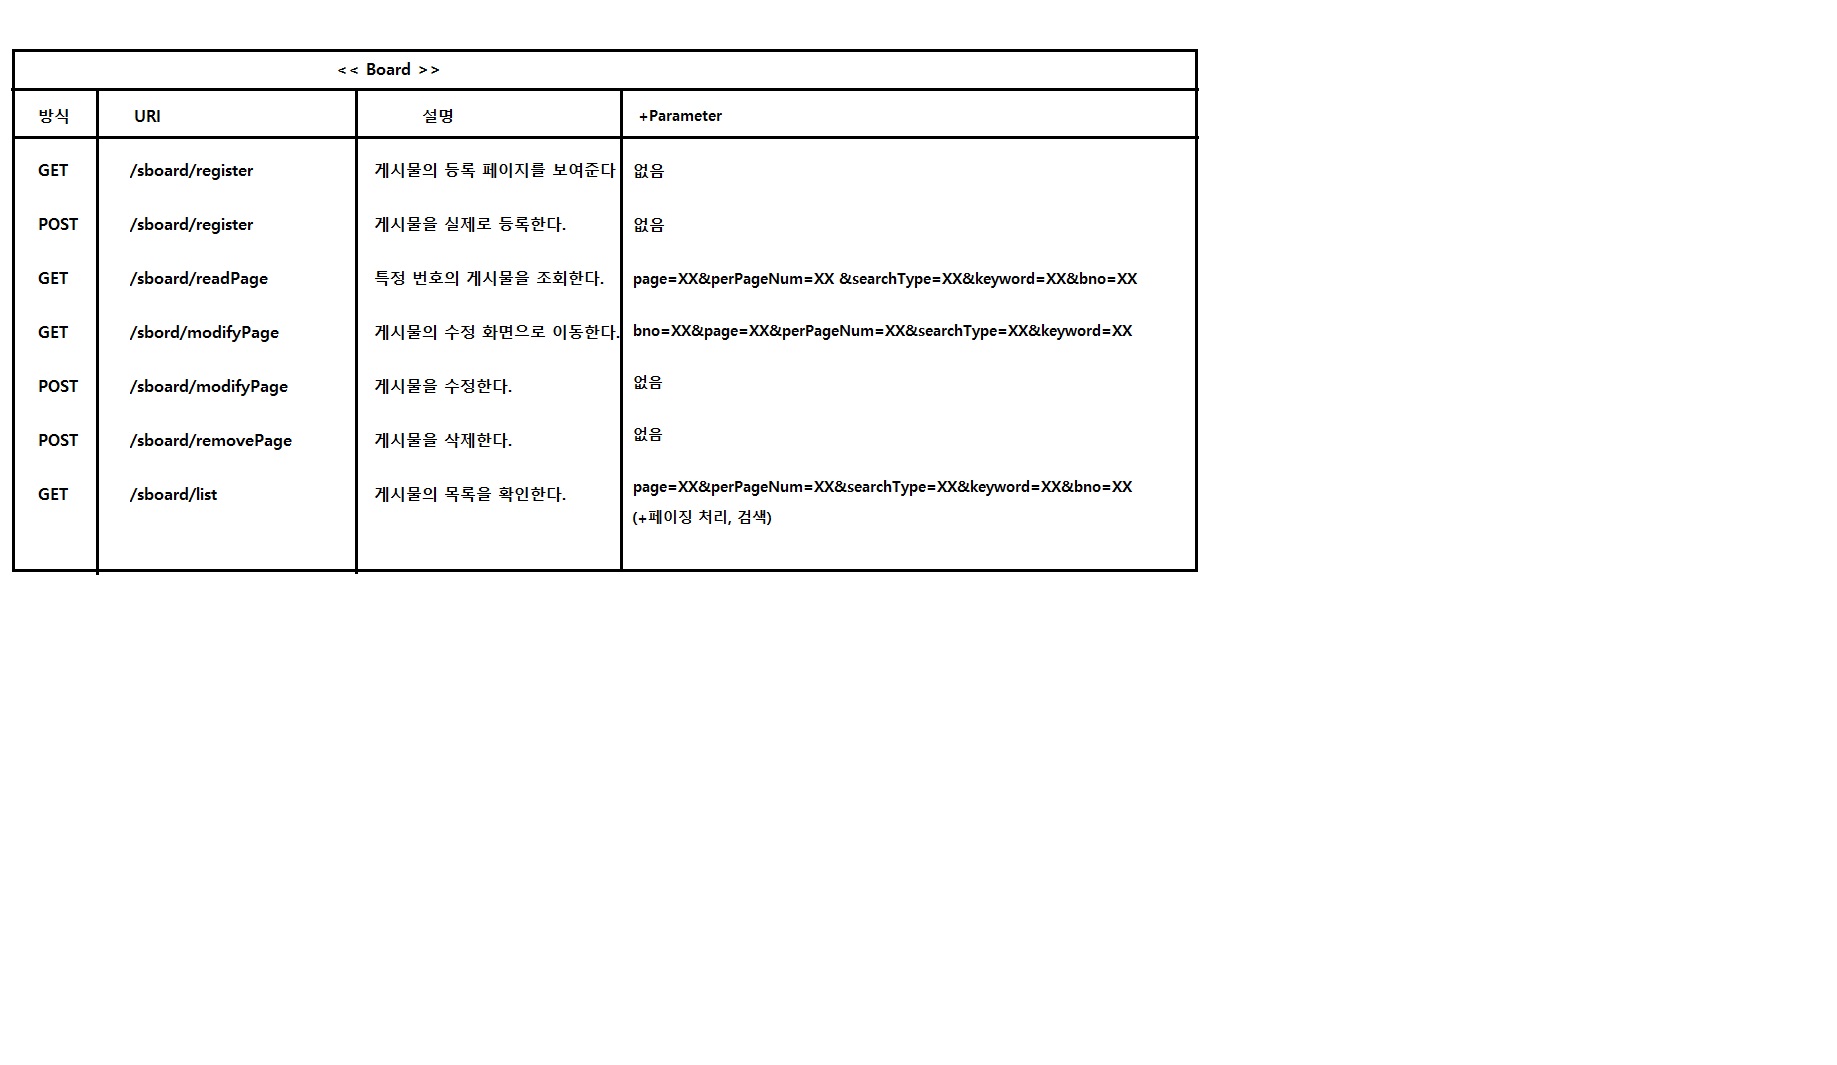 << Board >>
방식 URI 설명 +Parameter
GET /sboard/register 게시물의 등록 페이지를 보여준다 없음
POST /sboard/register 게시물을 실제로 등록한다. 없음
GET /sboard/readPage 특정 번호의 게시물을 조회한다. page=XX&perPageNum=XX &searchType=XX&keyword=XX&bno=XX
GET /sbord/modifyPage 게시물의 수정 화면으로 이동한다. bno=XX&page=XX&perPageNum=XX&searchType=XX&keyword=XX
POST /sboard/modifyPage 게시물을 수정한다. 없음
POST /sboard/removePage 게시물을 삭제한다. 없음
GET /sboard/list 게시물의 목록을 확인한다. page=XX&perPageNum=XX&searchType=XX&keyword=XX&bno=XX
(+페이징 처리, 검색)